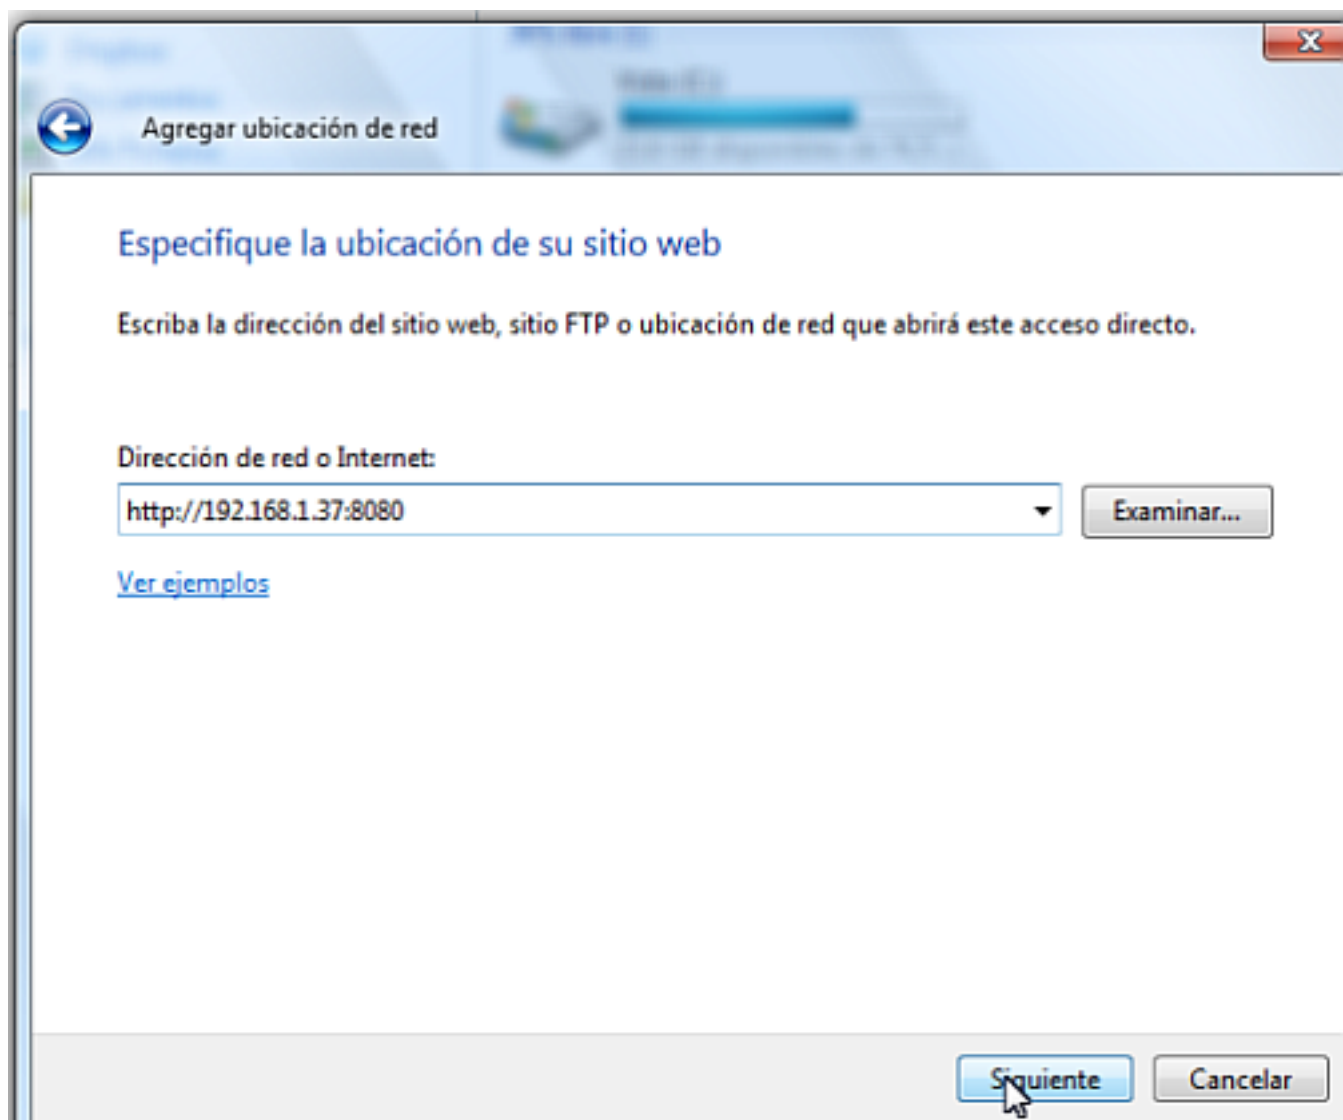 Agregar ubicación de red
Especifique la ubicación de su sitio web
Escriba la dirección del sitio web, sitio FTP o ubicación de red que abrirá este acceso directo.
Dirección de red o Internet:
http://192.168.1.37:8080
Examinar...
Ver ejemplos
Siguiente
Cancelar